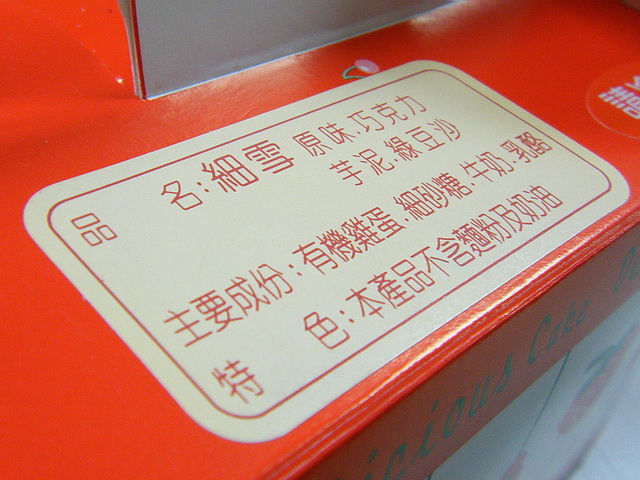 品 名:細雪 原味.巧克力
芋泥.綠豆沙
主要成份:有機雞蛋.細砂糖.牛奶.乳酪
特 色:本產品不含麵粉及奶油
icious Cake